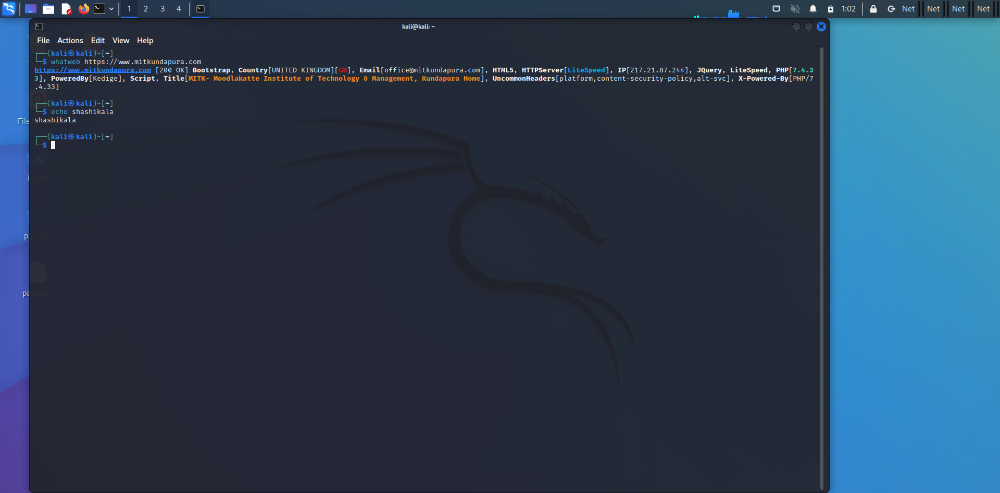 1 2 3 4
1:02 Net Net Net Net
kali@kali: ~
File Actions Edit View Help
┌──(kali㉿kali)-[~]
└─$ whatweb https://www.mitkundapura.com
https://www.mitkundapura.com [200 OK] Bootstrap, Country[UNITED KINGDOM][GB], Email[office@mitkundapura.com], HTML5, HTTPServer[LiteSpeed], IP[217.21.87.244], JQuery, LiteSpeed, PHP[7.4.3
3], PoweredBy[Kedige], Script, Title[MITK- Moodlakatte Institute of Technology & Management, Kundapura Home], UncommonHeaders[platform,content-security-policy,alt-svc], X-Powered-By[PHP/7
.4.33]
┌──(kali㉿kali)-[~]
└─$ echo shashikala
shashikala
┌──(kali㉿kali)-[~]
└─$
File
Home
pass.txt
pass1.txt